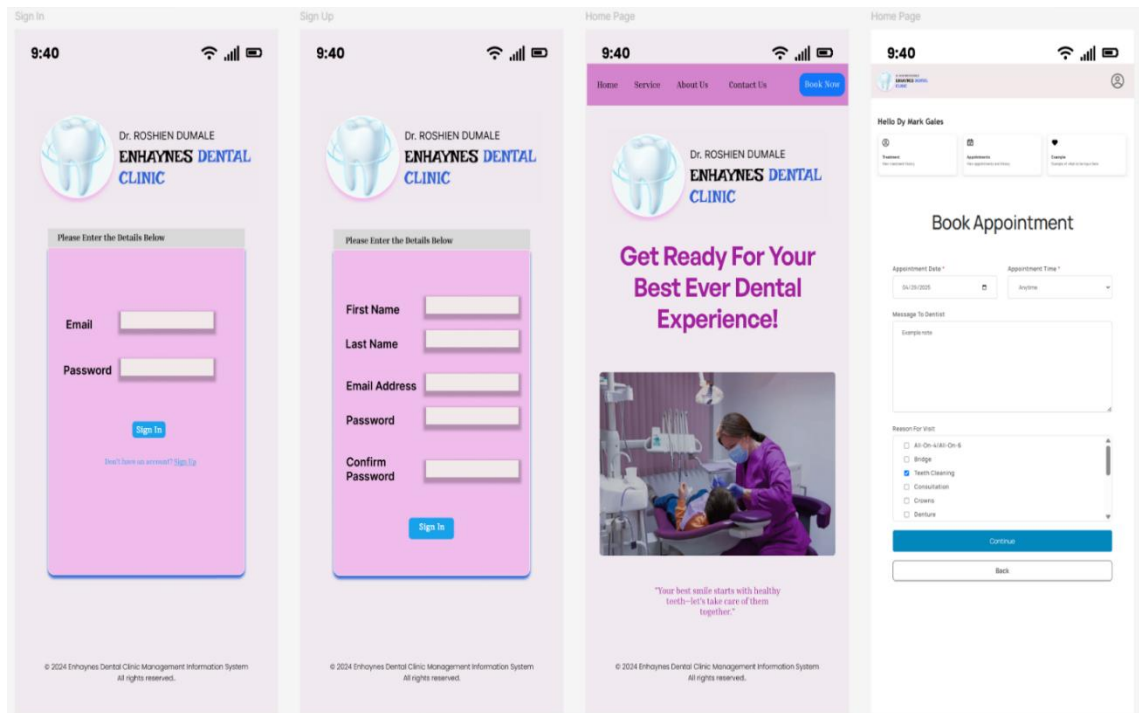 Sign In
9:40
Dr. ROSHIEN DUMALE
ENHAYNES DENTAL
CLINIC
Please Enter the Details Below
Email
Password
Sign In
Don't have an account? Sign Up
© 2024 Enhaynes Dental Clinic Management Information System
All rights reserved.
Sign Up
9:40
Dr. ROSHIEN DUMALE
ENHAYNES DENTAL
CLINIC
Please Enter the Details Below
First Name
Last Name
Email Address
Password
Confirm
Password
Sign In
© 2024 Enhaynes Dental Clinic Management Information System
All rights reserved.
Home Page
9:40
Home Service About Us Contact Us Book Now
Dr. ROSHIEN DUMALE
ENHAYNES DENTAL
CLINIC
Get Ready For Your
Best Ever Dental
Experience!
"Your best smile starts with healthy
teeth—let's take care of them
together."
© 2024 Enhaynes Dental Clinic Management Information System
All rights reserved.
Home Page
9:40
ENHAYNES DENTAL
CLINIC
Hello Dy Mark Gales
Treatment
Appointments
Example
Book Appointment
Appointment Date * Appointment Time *
Anytime
Message To Dentist
Example note
Reason For Visit
All-On-4/All-On-6
Bridge
Teeth Cleaning
Consultation
Crowns
Denture
Continue
Back